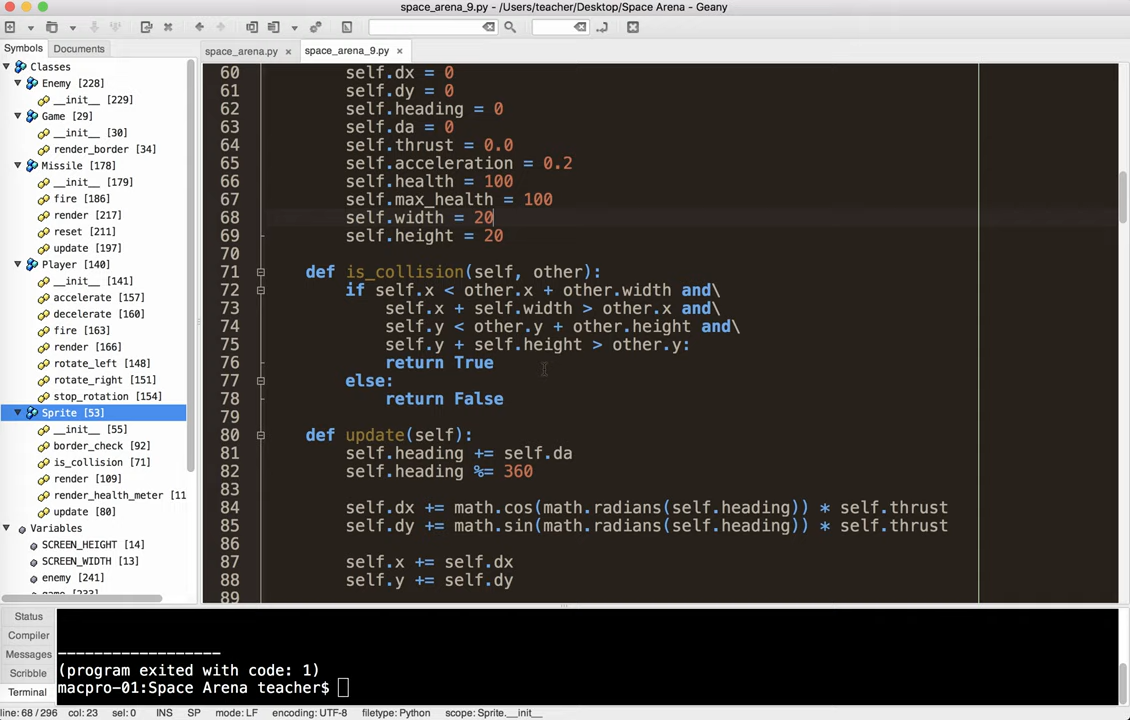 space_arena_9.py - /Users/teacher/Desktop/Space Arena - Geany
Symbols Documents
space_arena.py × space_arena_9.py ×
Classes
Enemy [228]
__init__ [229]
Game [29]
__init__ [30]
render_border [34]
Missile [178]
__init__ [179]
fire [186]
render [217]
reset [211]
update [197]
Player [140]
__init__ [141]
accelerate [157]
decelerate [160]
fire [163]
render [166]
rotate_left [148]
rotate_right [151]
stop_rotation [154]
Sprite [53]
__init__ [55]
border_check [92]
is_collision [71]
render [109]
render_health_meter [11
update [80]
Variables
SCREEN_HEIGHT [14]
SCREEN_WIDTH [13]
enemy [241]
60 self.dx = 0
61 self.dy = 0
62 self.heading = 0
63 self.da = 0
64 self.thrust = 0.0
65 self.acceleration = 0.2
66 self.health = 100
67 self.max_health = 100
68 self.width = 20
69 self.height = 20
70
71 def is_collision(self, other):
72 if self.x < other.x + other.width and\
73 self.x + self.width > other.x and\
74 self.y < other.y + other.height and\
75 self.y + self.height > other.y:
76 return True
77 else:
78 return False
79
80 def update(self):
81 self.heading += self.da
82 self.heading %= 360
83
84 self.dx += math.cos(math.radians(self.heading)) * self.thrust
85 self.dy += math.sin(math.radians(self.heading)) * self.thrust
86
87 self.x += self.dx
88 self.y += self.dy
89
Status
Compiler
Messages
Scribble
Terminal
------------------
(program exited with code: 1)
macpro-01:Space Arena teacher$
line: 68 / 296 col: 23 sel: 0 INS SP mode: LF encoding: UTF-8 filetype: Python scope: Sprite.__init__